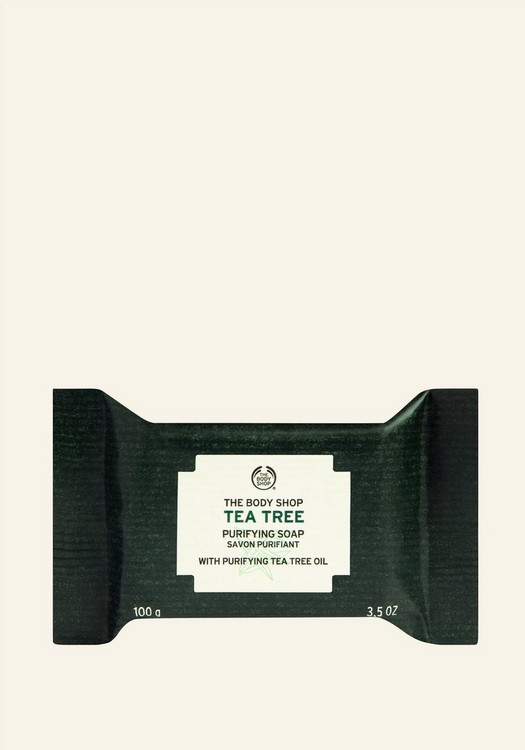 THE
BODY
SHOP
THE BODY SHOP
TEA TREE
PURIFYING SOAP
SAVON PURIFIANT
WITH PURIFYING TEA TREE OIL
100 g 3,5 OZ